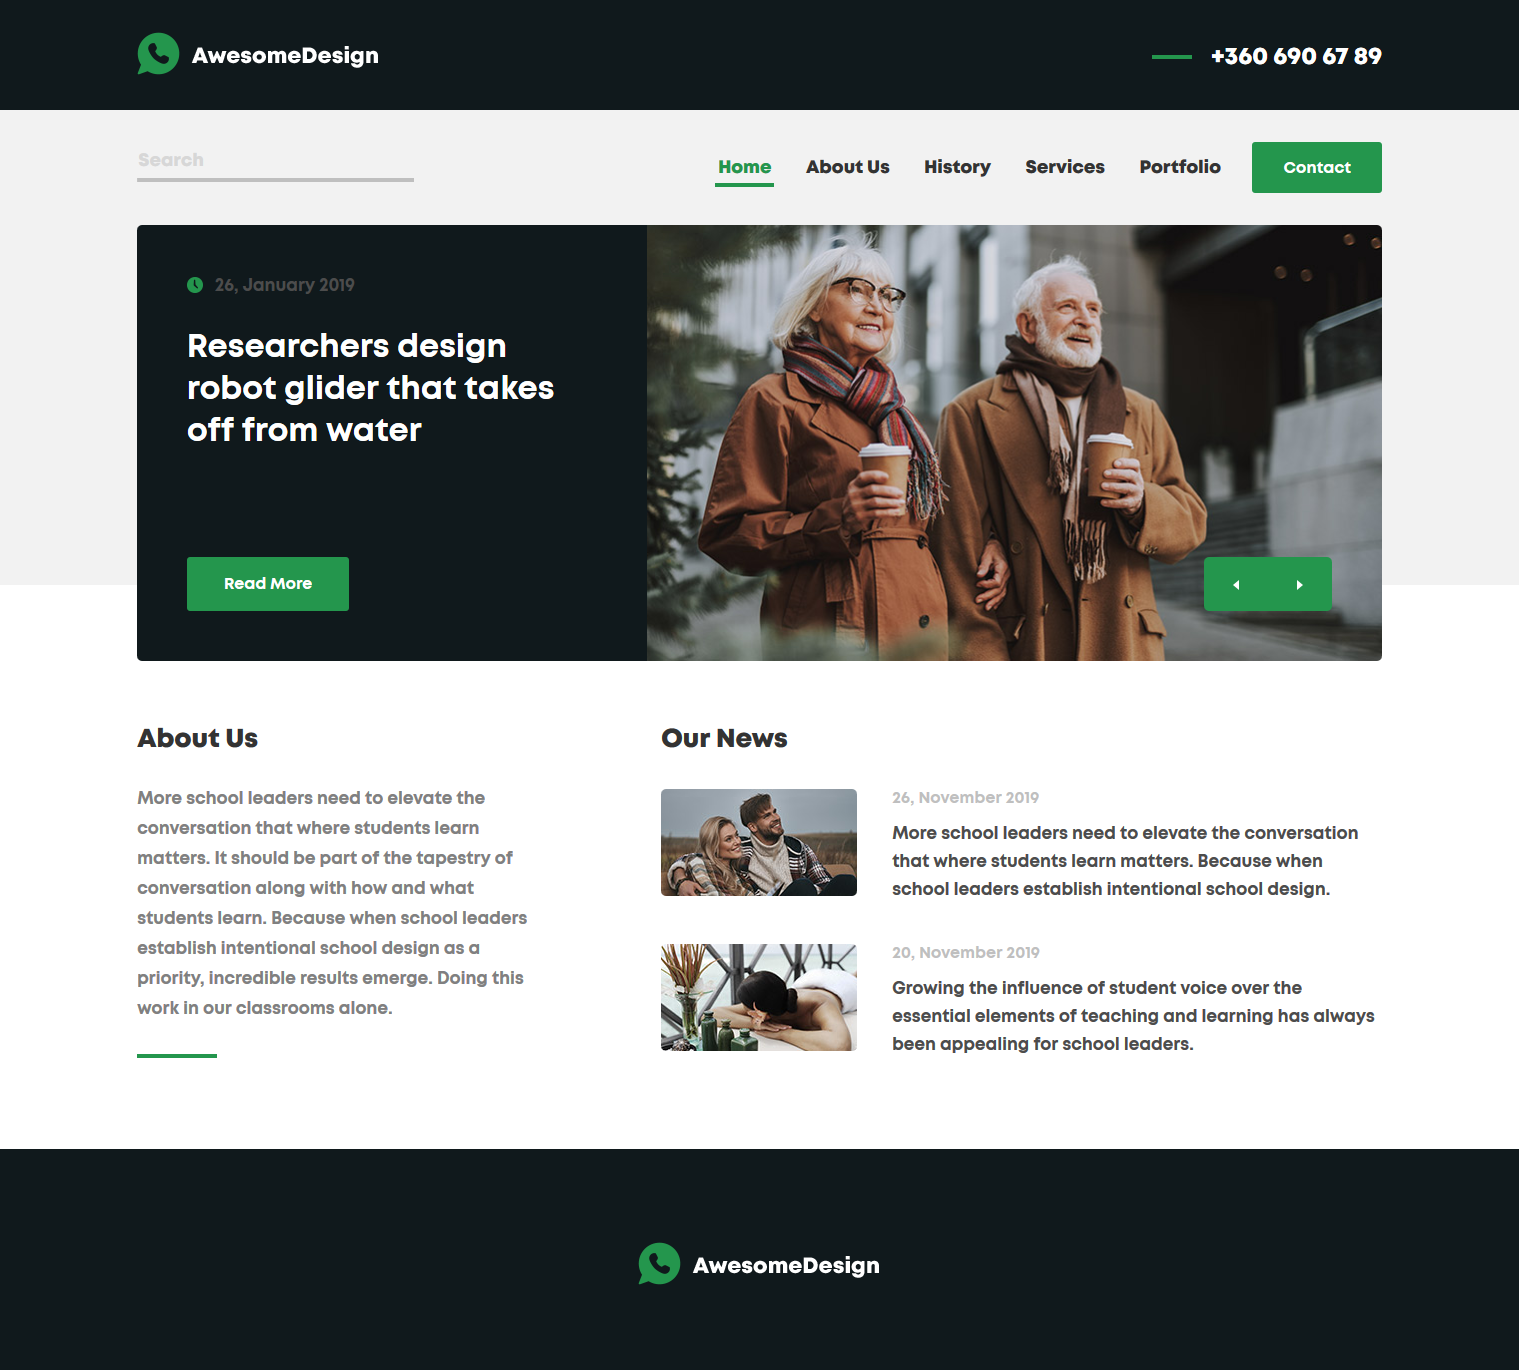 AwesomeDesign
+360 690 67 89
Search
Home
About Us
History
Services
Portfolio
Contact
26, January 2019
Researchers design
robot glider that takes
off from water
Read More
About Us
More school leaders need to elevate the
conversation that where students learn
matters. It should be part of the tapestry of
conversation along with how and what
students learn. Because when school leaders
establish intentional school design as a
priority, incredible results emerge. Doing this
work in our classrooms alone.
Our News
26, November 2019
More school leaders need to elevate the conversation
that where students learn matters. Because when
school leaders establish intentional school design.
20, November 2019
Growing the influence of student voice over the
essential elements of teaching and learning has always
been appealing for school leaders.
AwesomeDesign